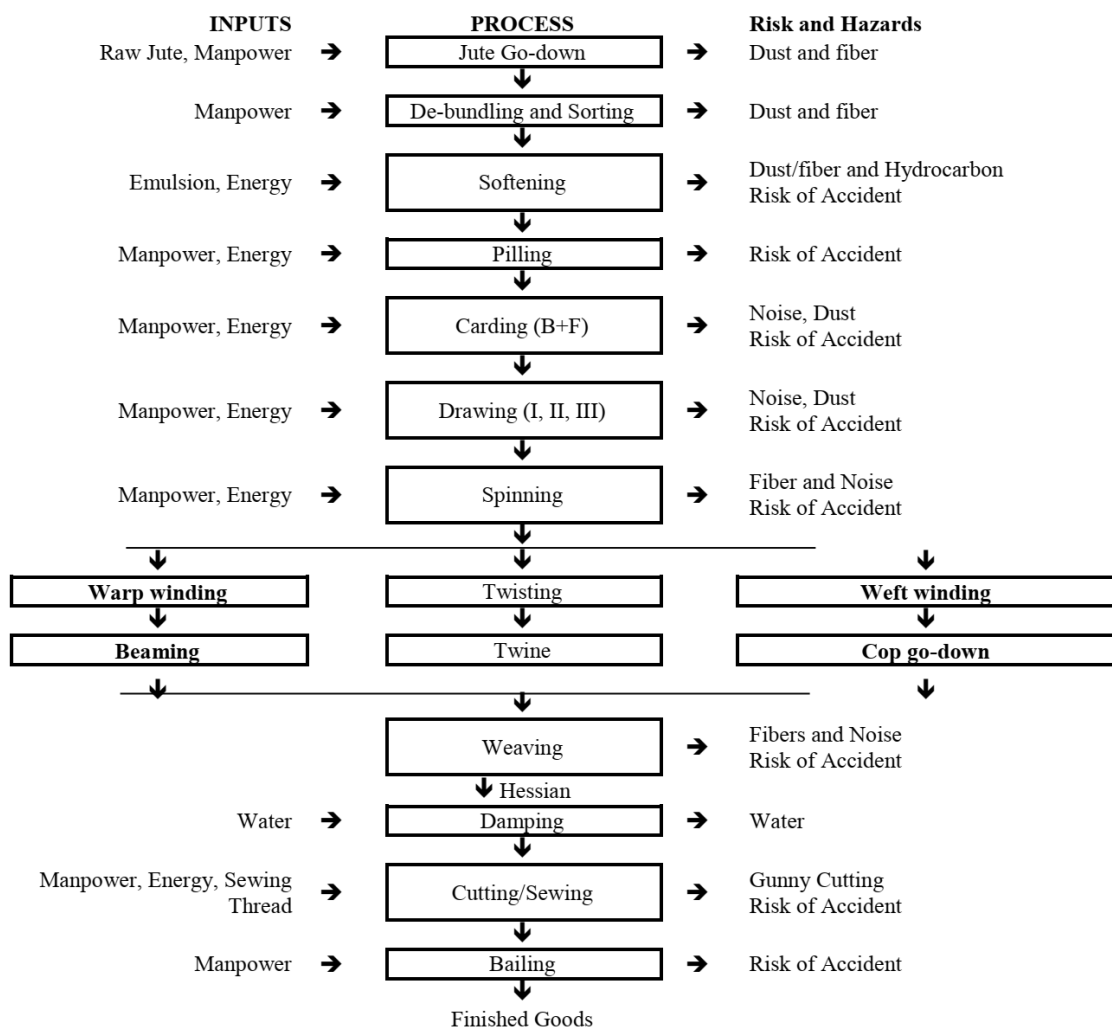 INPUTS PROCESS Risk and Hazards
Raw Jute, Manpower ➔ Jute Go-down ➔ Dust and fiber
Manpower ➔ De-bundling and Sorting ➔ Dust and fiber
Emulsion, Energy ➔ Softening ➔ Dust/fiber and Hydrocarbon
Risk of Accident
Manpower, Energy ➔ Pilling ➔ Risk of Accident
Manpower, Energy ➔ Carding (B+F) ➔ Noise, Dust
Risk of Accident
Manpower, Energy ➔ Drawing (I, II, III) ➔ Noise, Dust
Risk of Accident
Manpower, Energy ➔ Spinning ➔ Fiber and Noise
Risk of Accident
Warp winding Twisting Weft winding
Beaming Twine Cop go-down
Weaving ➔ Fibers and Noise
Risk of Accident
Hessian
Water ➔ Damping ➔ Water
Manpower, Energy, Sewing
Thread ➔ Cutting/Sewing ➔ Gunny Cutting
Risk of Accident
Manpower ➔ Bailing ➔ Risk of Accident
Finished Goods